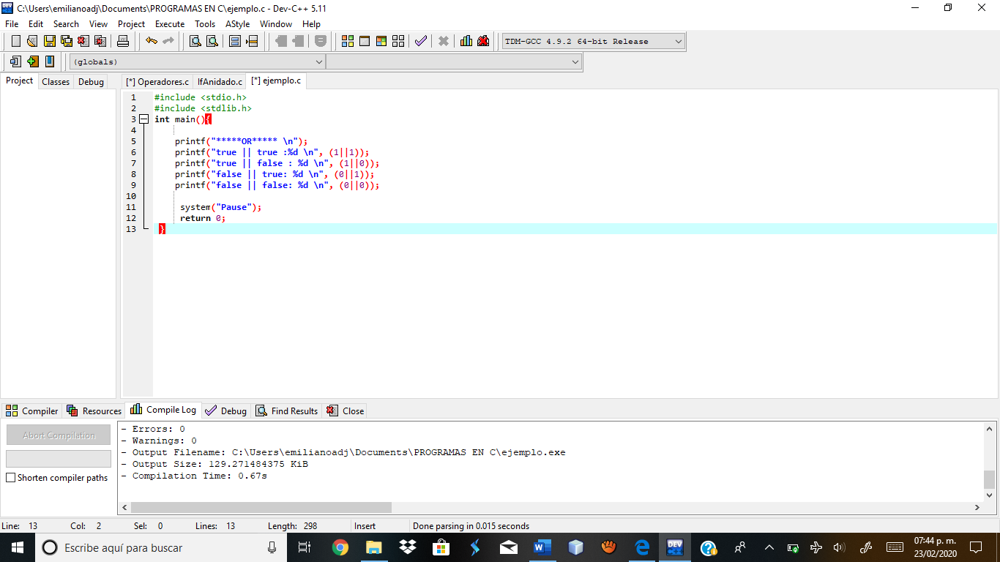 C:\Users\emilianoadj\Documents\PROGRAMAS EN C\ejemplo.c - Dev-C++ 5.11
File Edit Search View Project Execute Tools AStyle Window Help
TDM-GCC 4.9.2 64-bit Release
(globals)
Project Classes Debug
[*] Operadores.c IfAnidado.c [*] ejemplo.c
1 #include <stdio.h>
2 #include <stdlib.h>
3 int main(){
4
5 printf("*****OR***** \n");
6 printf("true || true :%d \n", (1||1));
7 printf("true || false : %d \n", (1||0));
8 printf("false || true: %d \n", (0||1));
9 printf("false || false: %d \n", (0||0));
10
11 system("Pause");
12 return 0;
13 }
Compiler Resources Compile Log Debug Find Results Close
Abort Compilation
Shorten compiler paths
- Errors: 0
- Warnings: 0
- Output Filename: C:\Users\emilianoadj\Documents\PROGRAMAS EN C\ejemplo.exe
- Output Size: 129.271484375 KiB
- Compilation Time: 0.67s
Line: 13 Col: 2 Sel: 0 Lines: 13 Length: 298 Insert Done parsing in 0.015 seconds
Escribe aquí para buscar
DEV
07:44 p. m.
23/02/2020